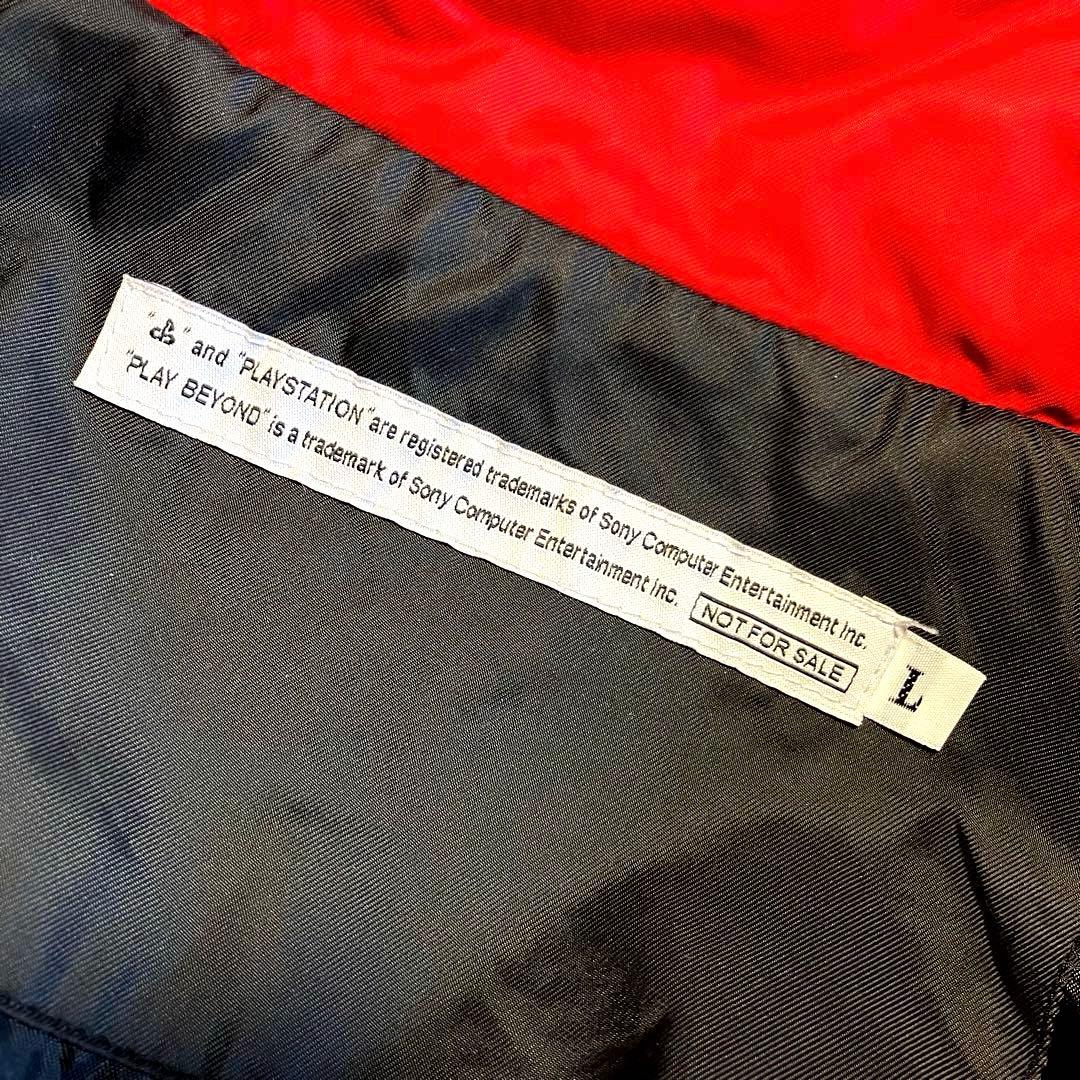 "" and "PLAYSTATION" are registered trademarks of Sony Computer Entertainment Inc.
"PLAY BEYOND" is a trademark of Sony Computer Entertainment Inc. NOT FOR SALE
L